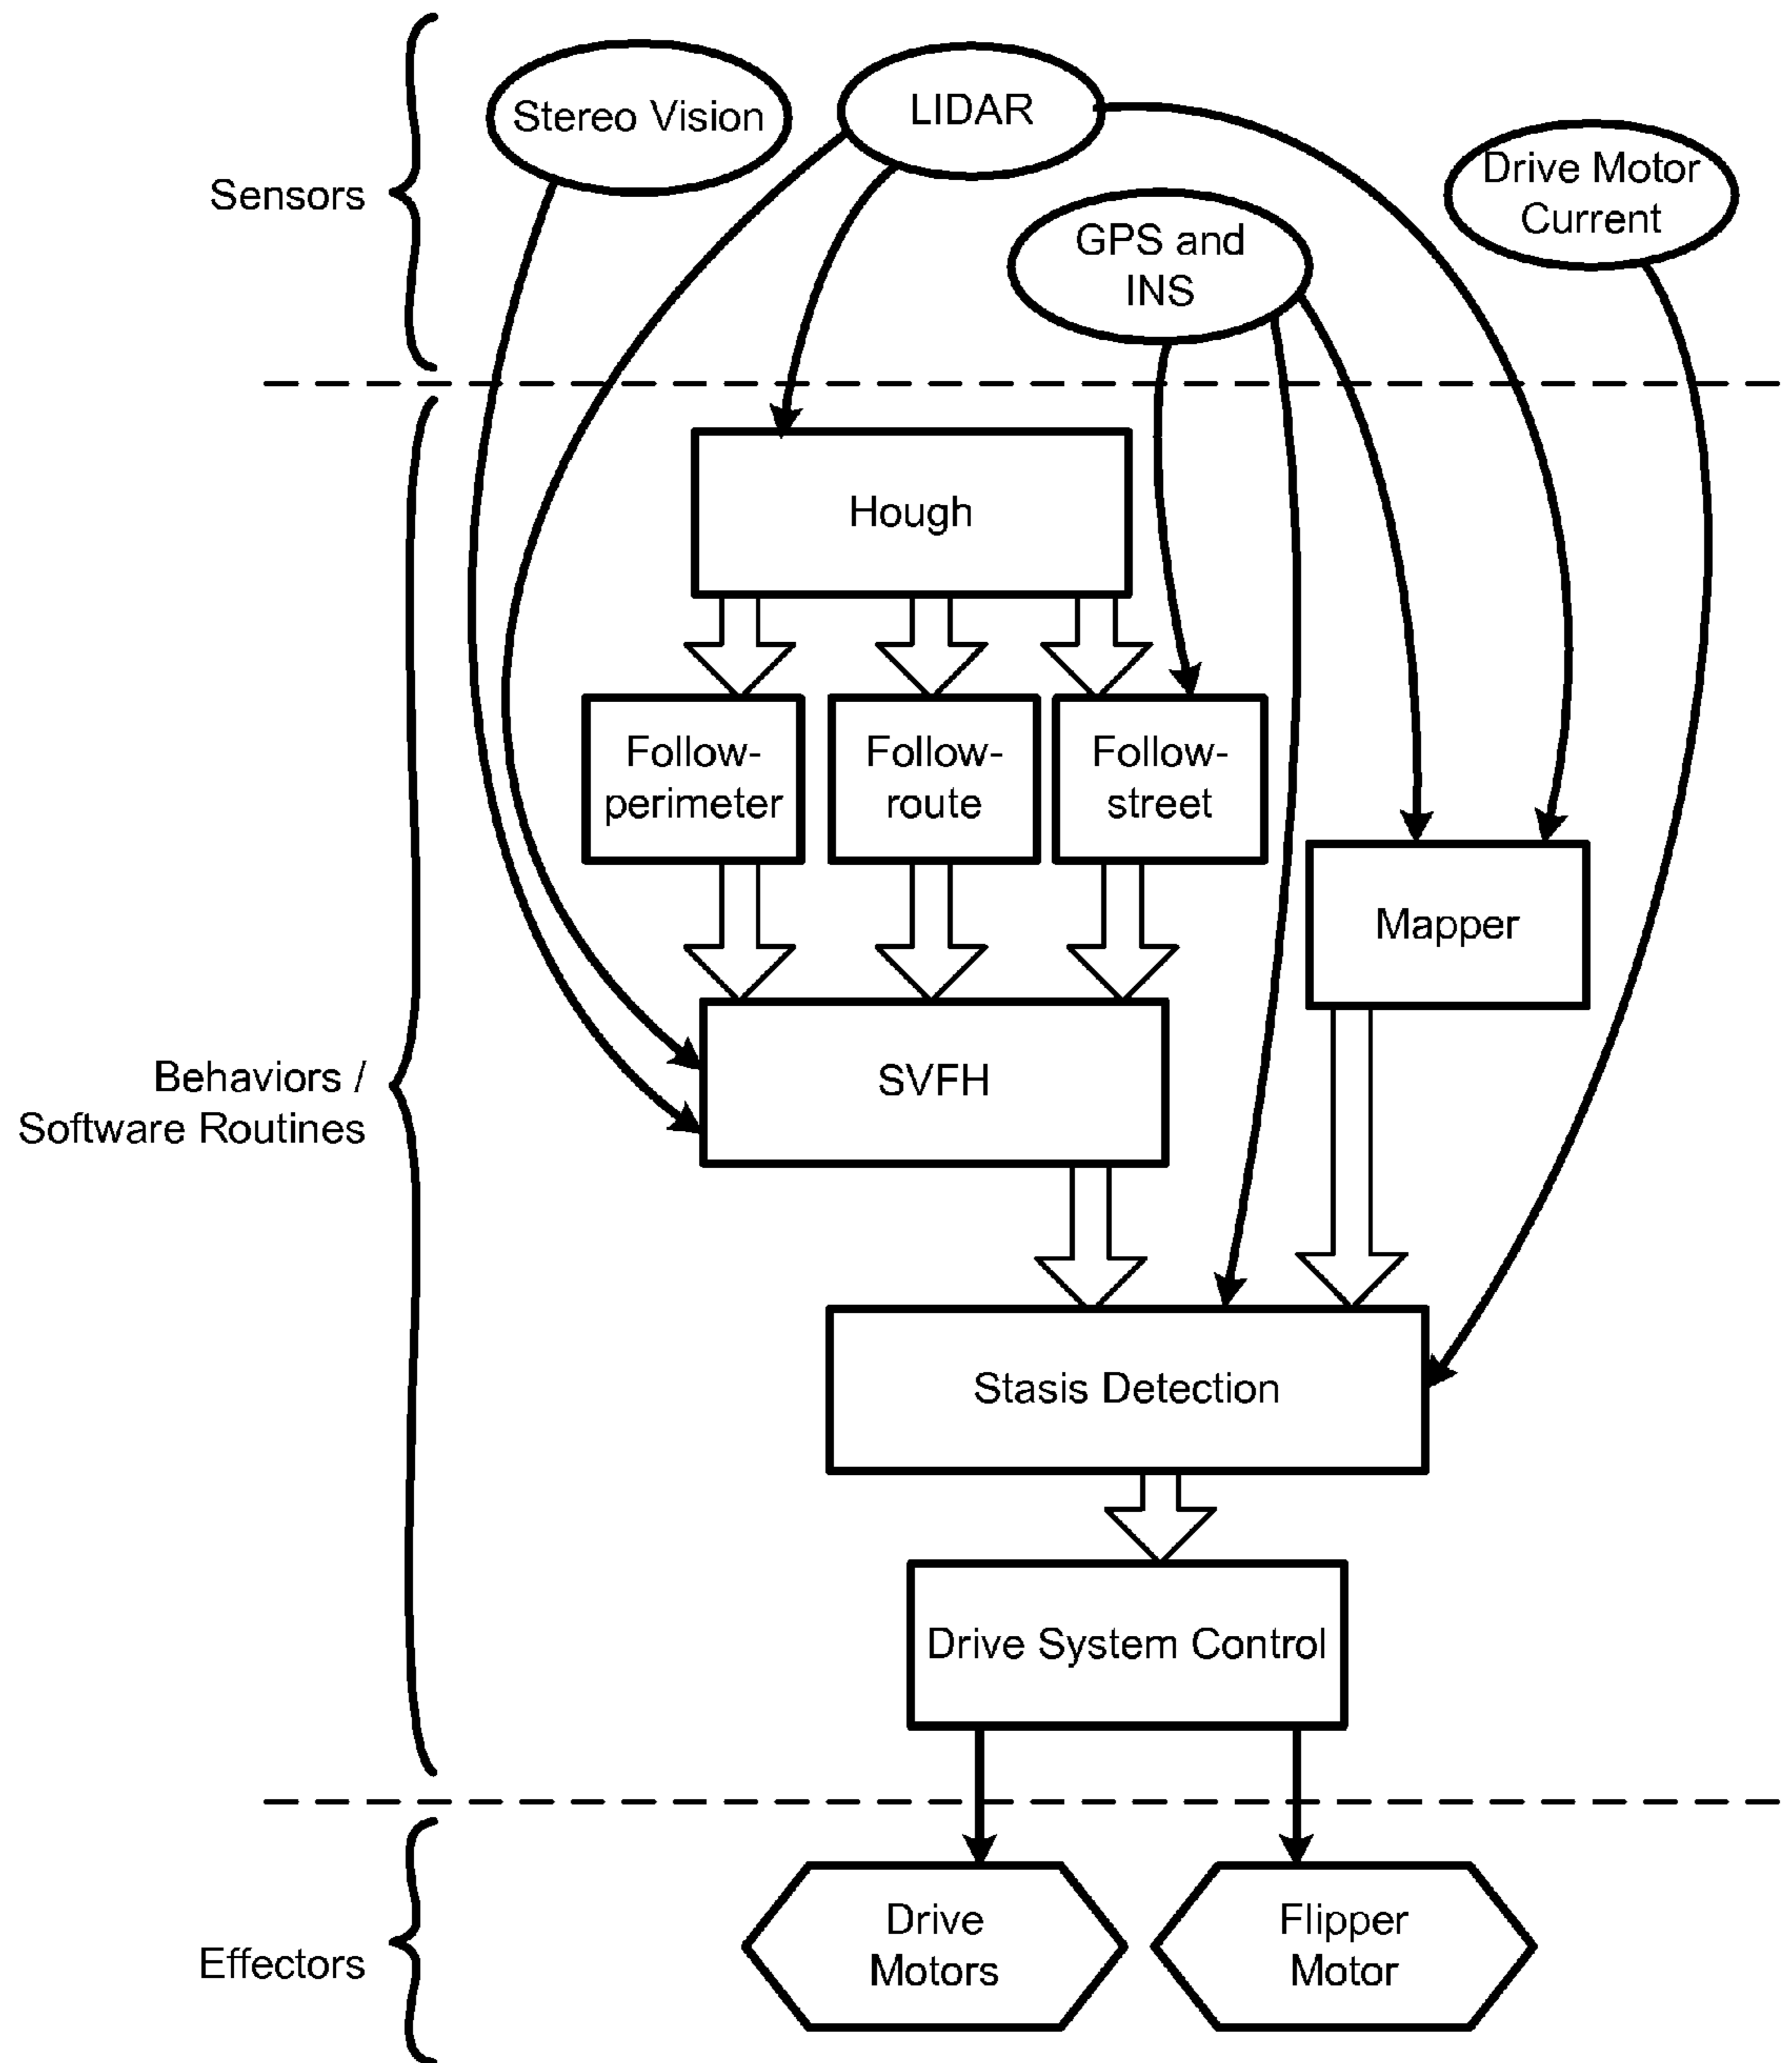 Stereo Vision
LIDAR
Drive Motor
Current
Sensors
GPS and
INS
Hough
Follow-
perimeter
Follow-
route
Follow-
street
Mapper
Behaviors /
Software Routines
SVFH
Stasis Detection
Drive System Control
Effectors
Drive
Motors
Flipper
Motor